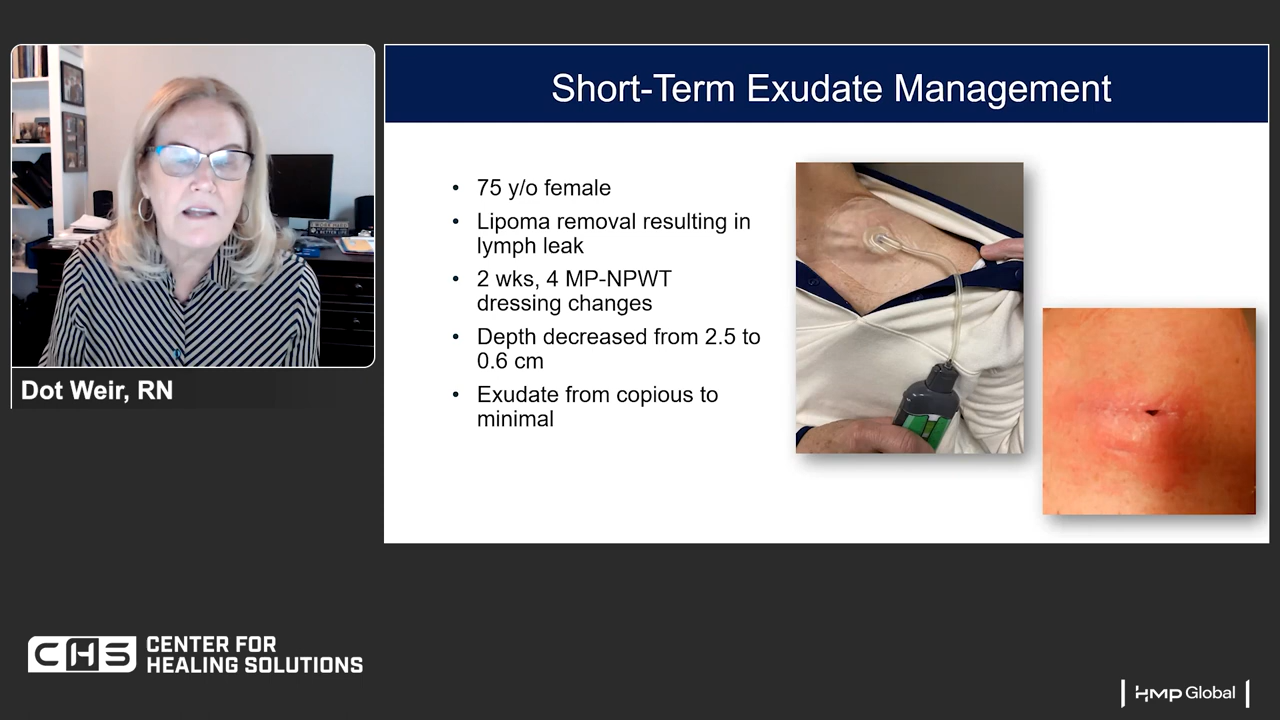 Short-Term Exudate Management
• 75 y/o female
• Lipoma removal resulting in
lymph leak
• 2 wks, 4 MP-NPWT
dressing changes
• Depth decreased from 2.5 to
0.6 cm
• Exudate from copious to
minimal
Dot Weir, RN
CHS
CENTER FOR
HEALING SOLUTIONS
HMP Global